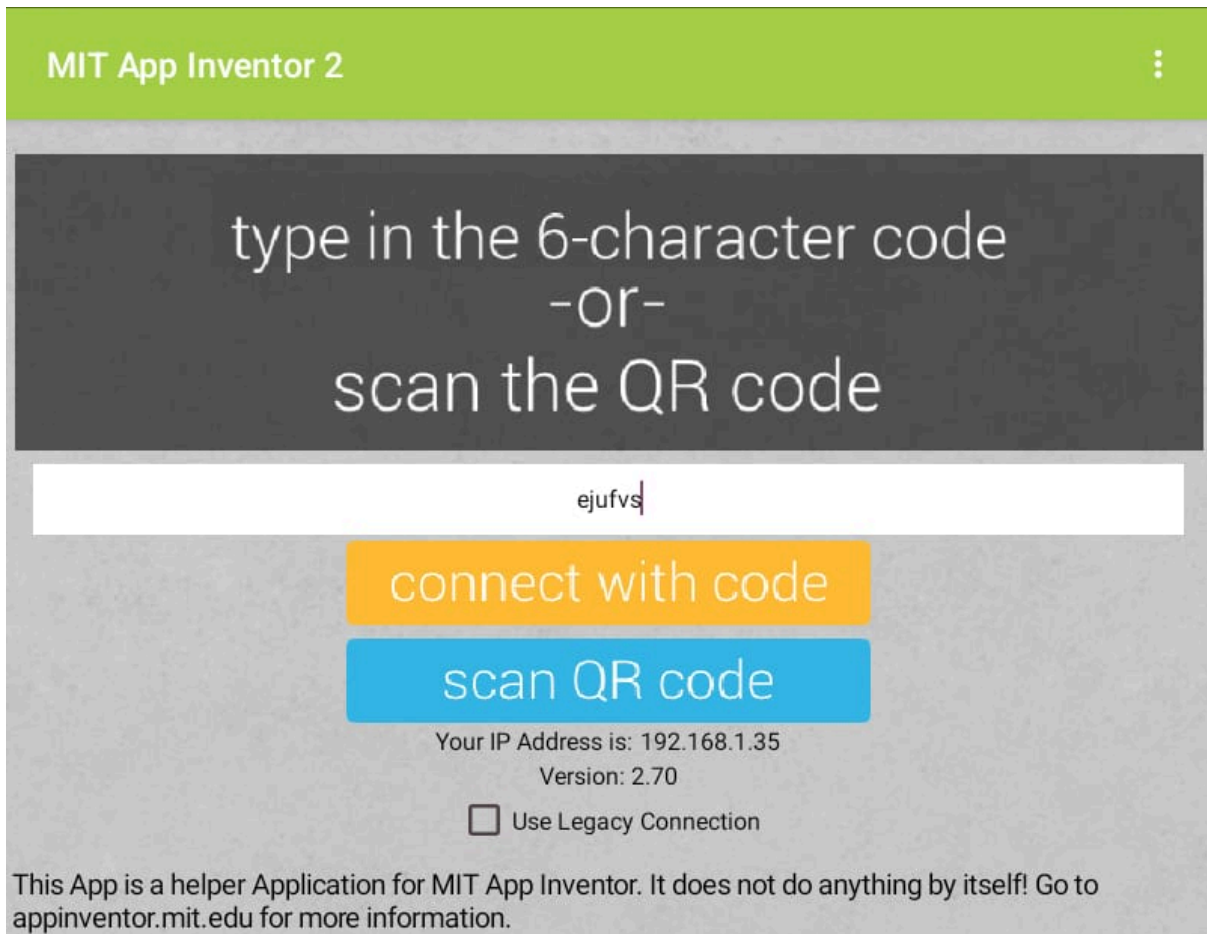 MIT App Inventor 2
type in the 6-character code
-or-
scan the QR code
ejufvs
connect with code
scan QR code
Your IP Address is: 192.168.1.35
Version: 2.70
Use Legacy Connection
This App is a helper Application for MIT App Inventor. It does not do anything by itself! Go to
appinventor.mit.edu for more information.